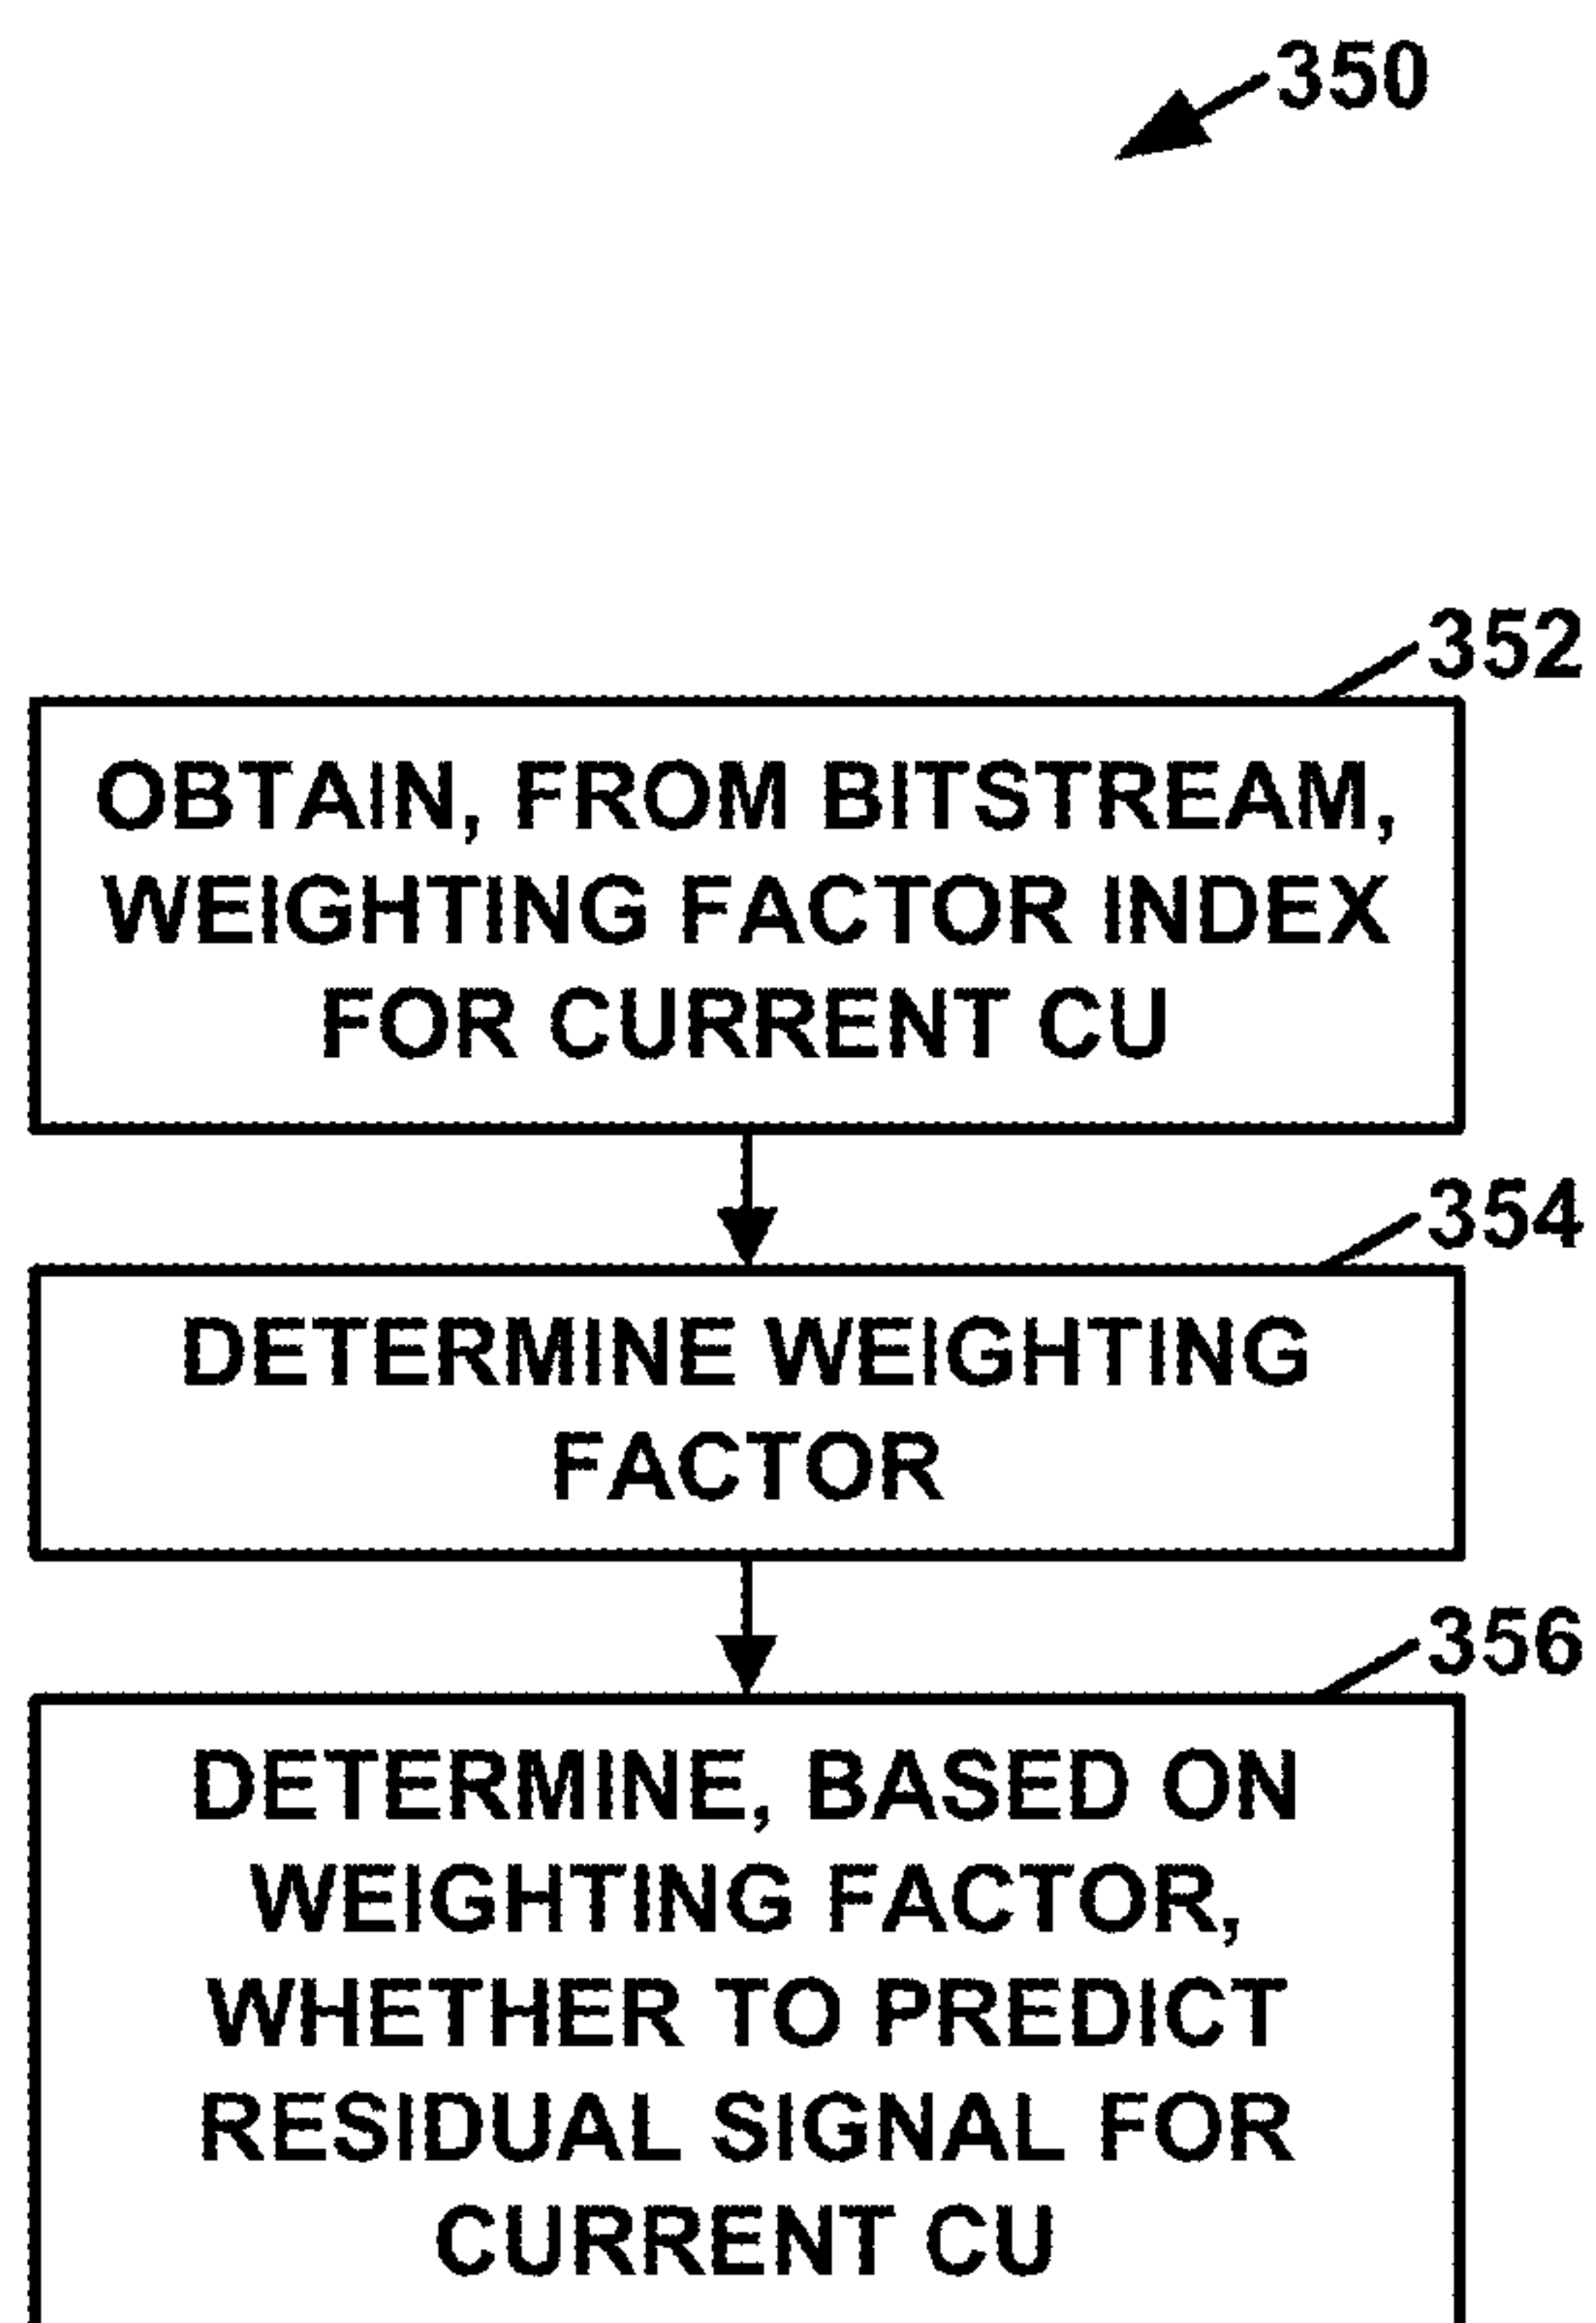 350
352
OBTAIN, FROM BITSTREAM,
WEIGHTING FACTOR INDEX
FOR CURRENT CU
354
DETERMINE WEIGHTING
FACTOR
356
DETERMINE, BASED ON
WEIGHTING FACTOR,
WHETHER TO PREDICT
RESIDUAL SIGNAL FOR
CURRENT CU